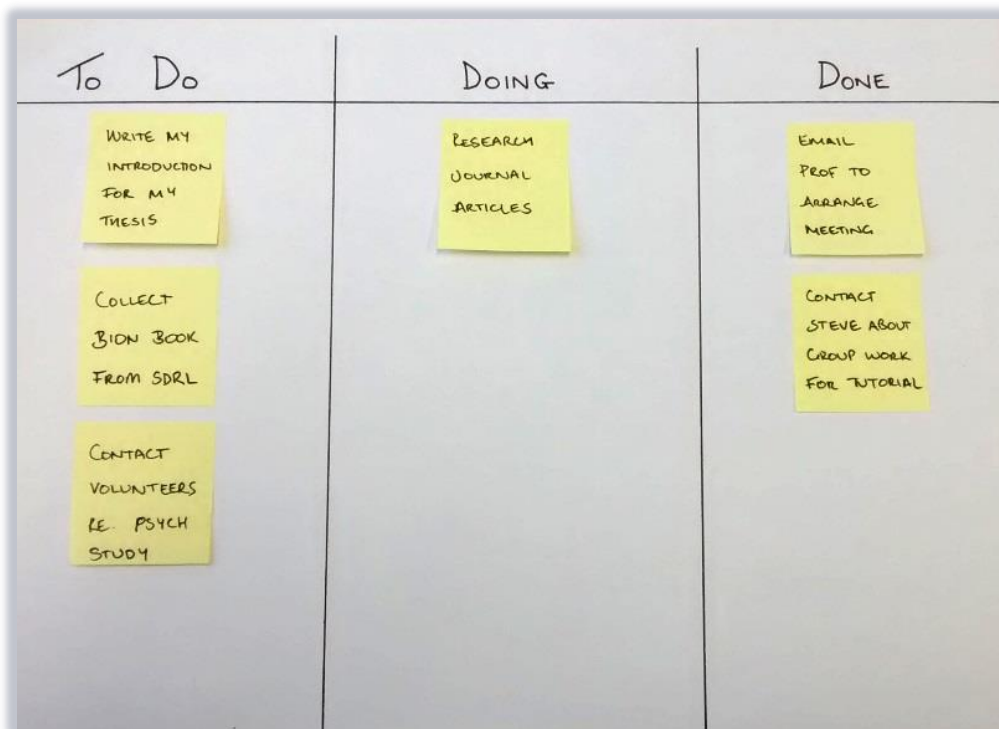 To Do
DOING
DONE
WRITE MY
INTRODUCTION
FOR MY
THESIS
COLLECT
BION BOOK
FROM SDRL
CONTACT
VOLUNTEERS
RE. PSYCH
STUDY
RESEARCH
JOURNAL
ARTICLES
EMAIL
PROF TO
ARRANGE
MEETING
CONTACT
STEVE ABOUT
GROUP WORK
FOR TUTORIAL